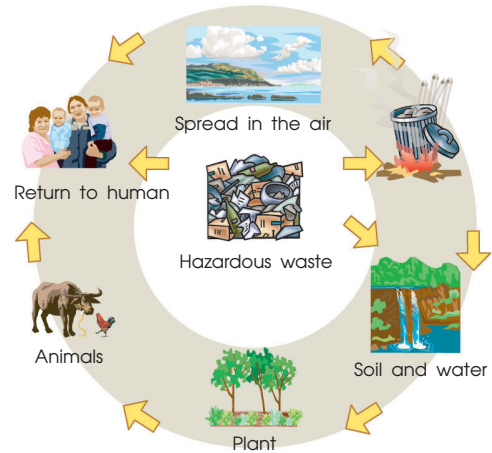 Spread in the air
Return to human
Hazardous waste
Animals
Soil and water
Plant